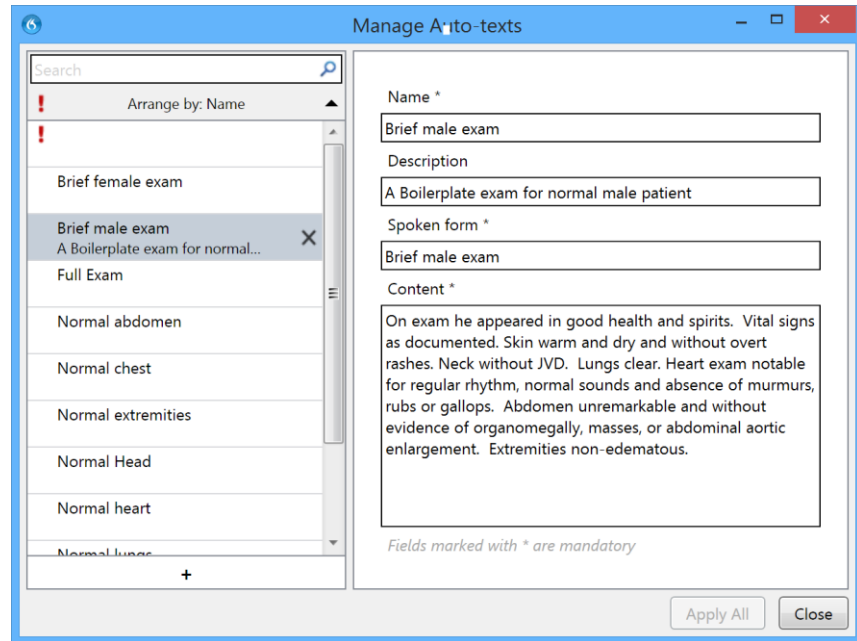 Manage Auto-texts
Search
! Arrange by: Name
!
Brief female exam
Brief male exam
A Boilerplate exam for normal...
Full Exam
Normal abdomen
Normal chest
Normal extremities
Normal Head
Normal heart
Normal lungs
+
Name *
Brief male exam
Description
A Boilerplate exam for normal male patient
Spoken form *
Brief male exam
Content *
On exam he appeared in good health and spirits.  Vital signs
as documented. Skin warm and dry and without overt
rashes. Neck without JVD.  Lungs clear. Heart exam notable
for regular rhythm, normal sounds and absence of murmurs,
rubs or gallops.  Abdomen unremarkable and without
evidence of organomegally, masses, or abdominal aortic
enlargement.  Extremities non-edematous.
Fields marked with * are mandatory
Apply All
Close